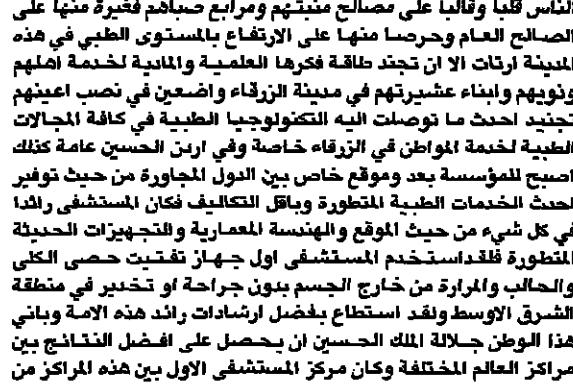 الناس قلبا وقالبا على مصالح منبتهم ومرابع صباهم فغيرة منها على
الصالح العام وحرصا منها على الارتفاع بالمستوى الطبي في هذه
المدينة ارتات الا ان تجند طاقة فكرها العلمية والمادية لخدمة اهلهم
وذويهم وابناء عشيرتهم في مدينة الزرقاء واضعين في نصب اعينهم
تجنيد احدث ما توصلت اليه التكنولوجيا الطبية في كافة المجالات
الطبية لخدمة المواطن في الزرقاء خاصة وفي اردن الحسين عامة كذلك
اصبح للمؤسسة بعد وموقع خاص بين الدول المجاورة من حيث توفير
احدث الخدمات الطبية المتطورة وباقل التكاليف فكان المستشفى رائدا
في كل شيء من حيث الموقع والهندسة المعمارية والتجهيزات الحديثة
المتطورة فلقداستخدم المستشفى اول جهاز تفتيت حصى الكلى
والحالب والمرارة من خارج الجسم بدون جراحة او تخدير في منطقة
الشرق الاوسط ولقد استطاع بفضل ارشادات رائد هذه الامة وباني
هذا الوطن جلالة الملك الحسين ان يحصل على افضل النتائج بين
مراكز العالم المختلفة وكان مركز المستشفى الاول بين هذه المراكز من